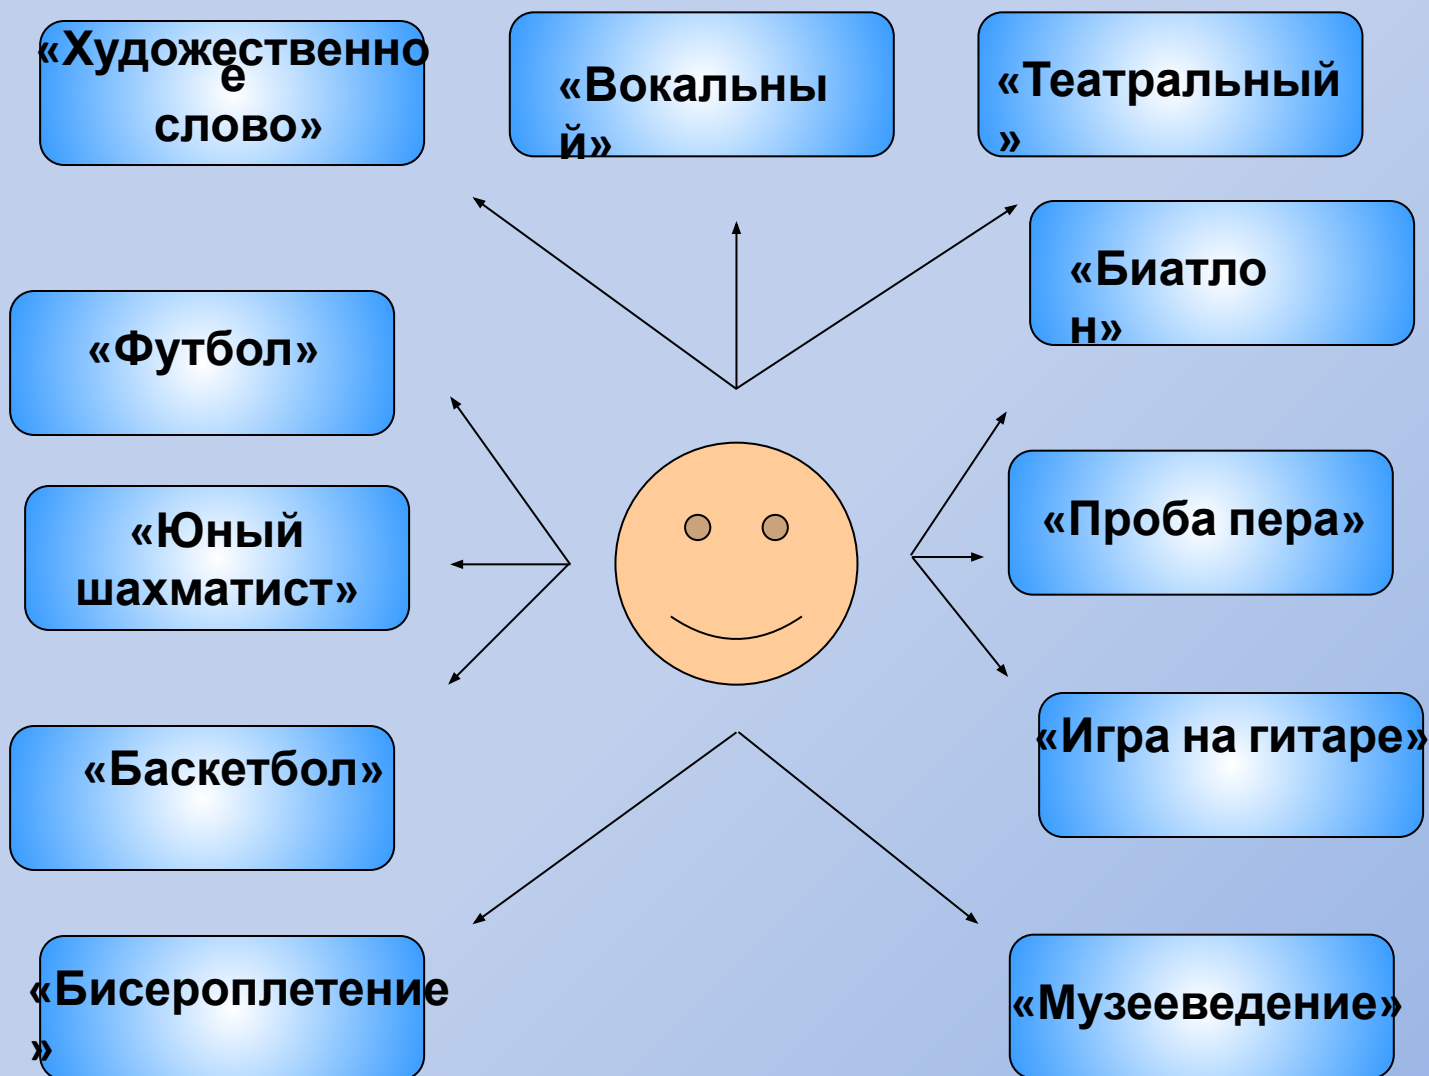 «Художественно
е
слово»
«Вокальны
й»
«Театральный
»
«Биатло
н»
«Футбол»
«Юный
шахматист»
«Проба пера»
«Баскетбол»
«Игра на гитаре»
«Бисероплетение
»
«Музееведение»